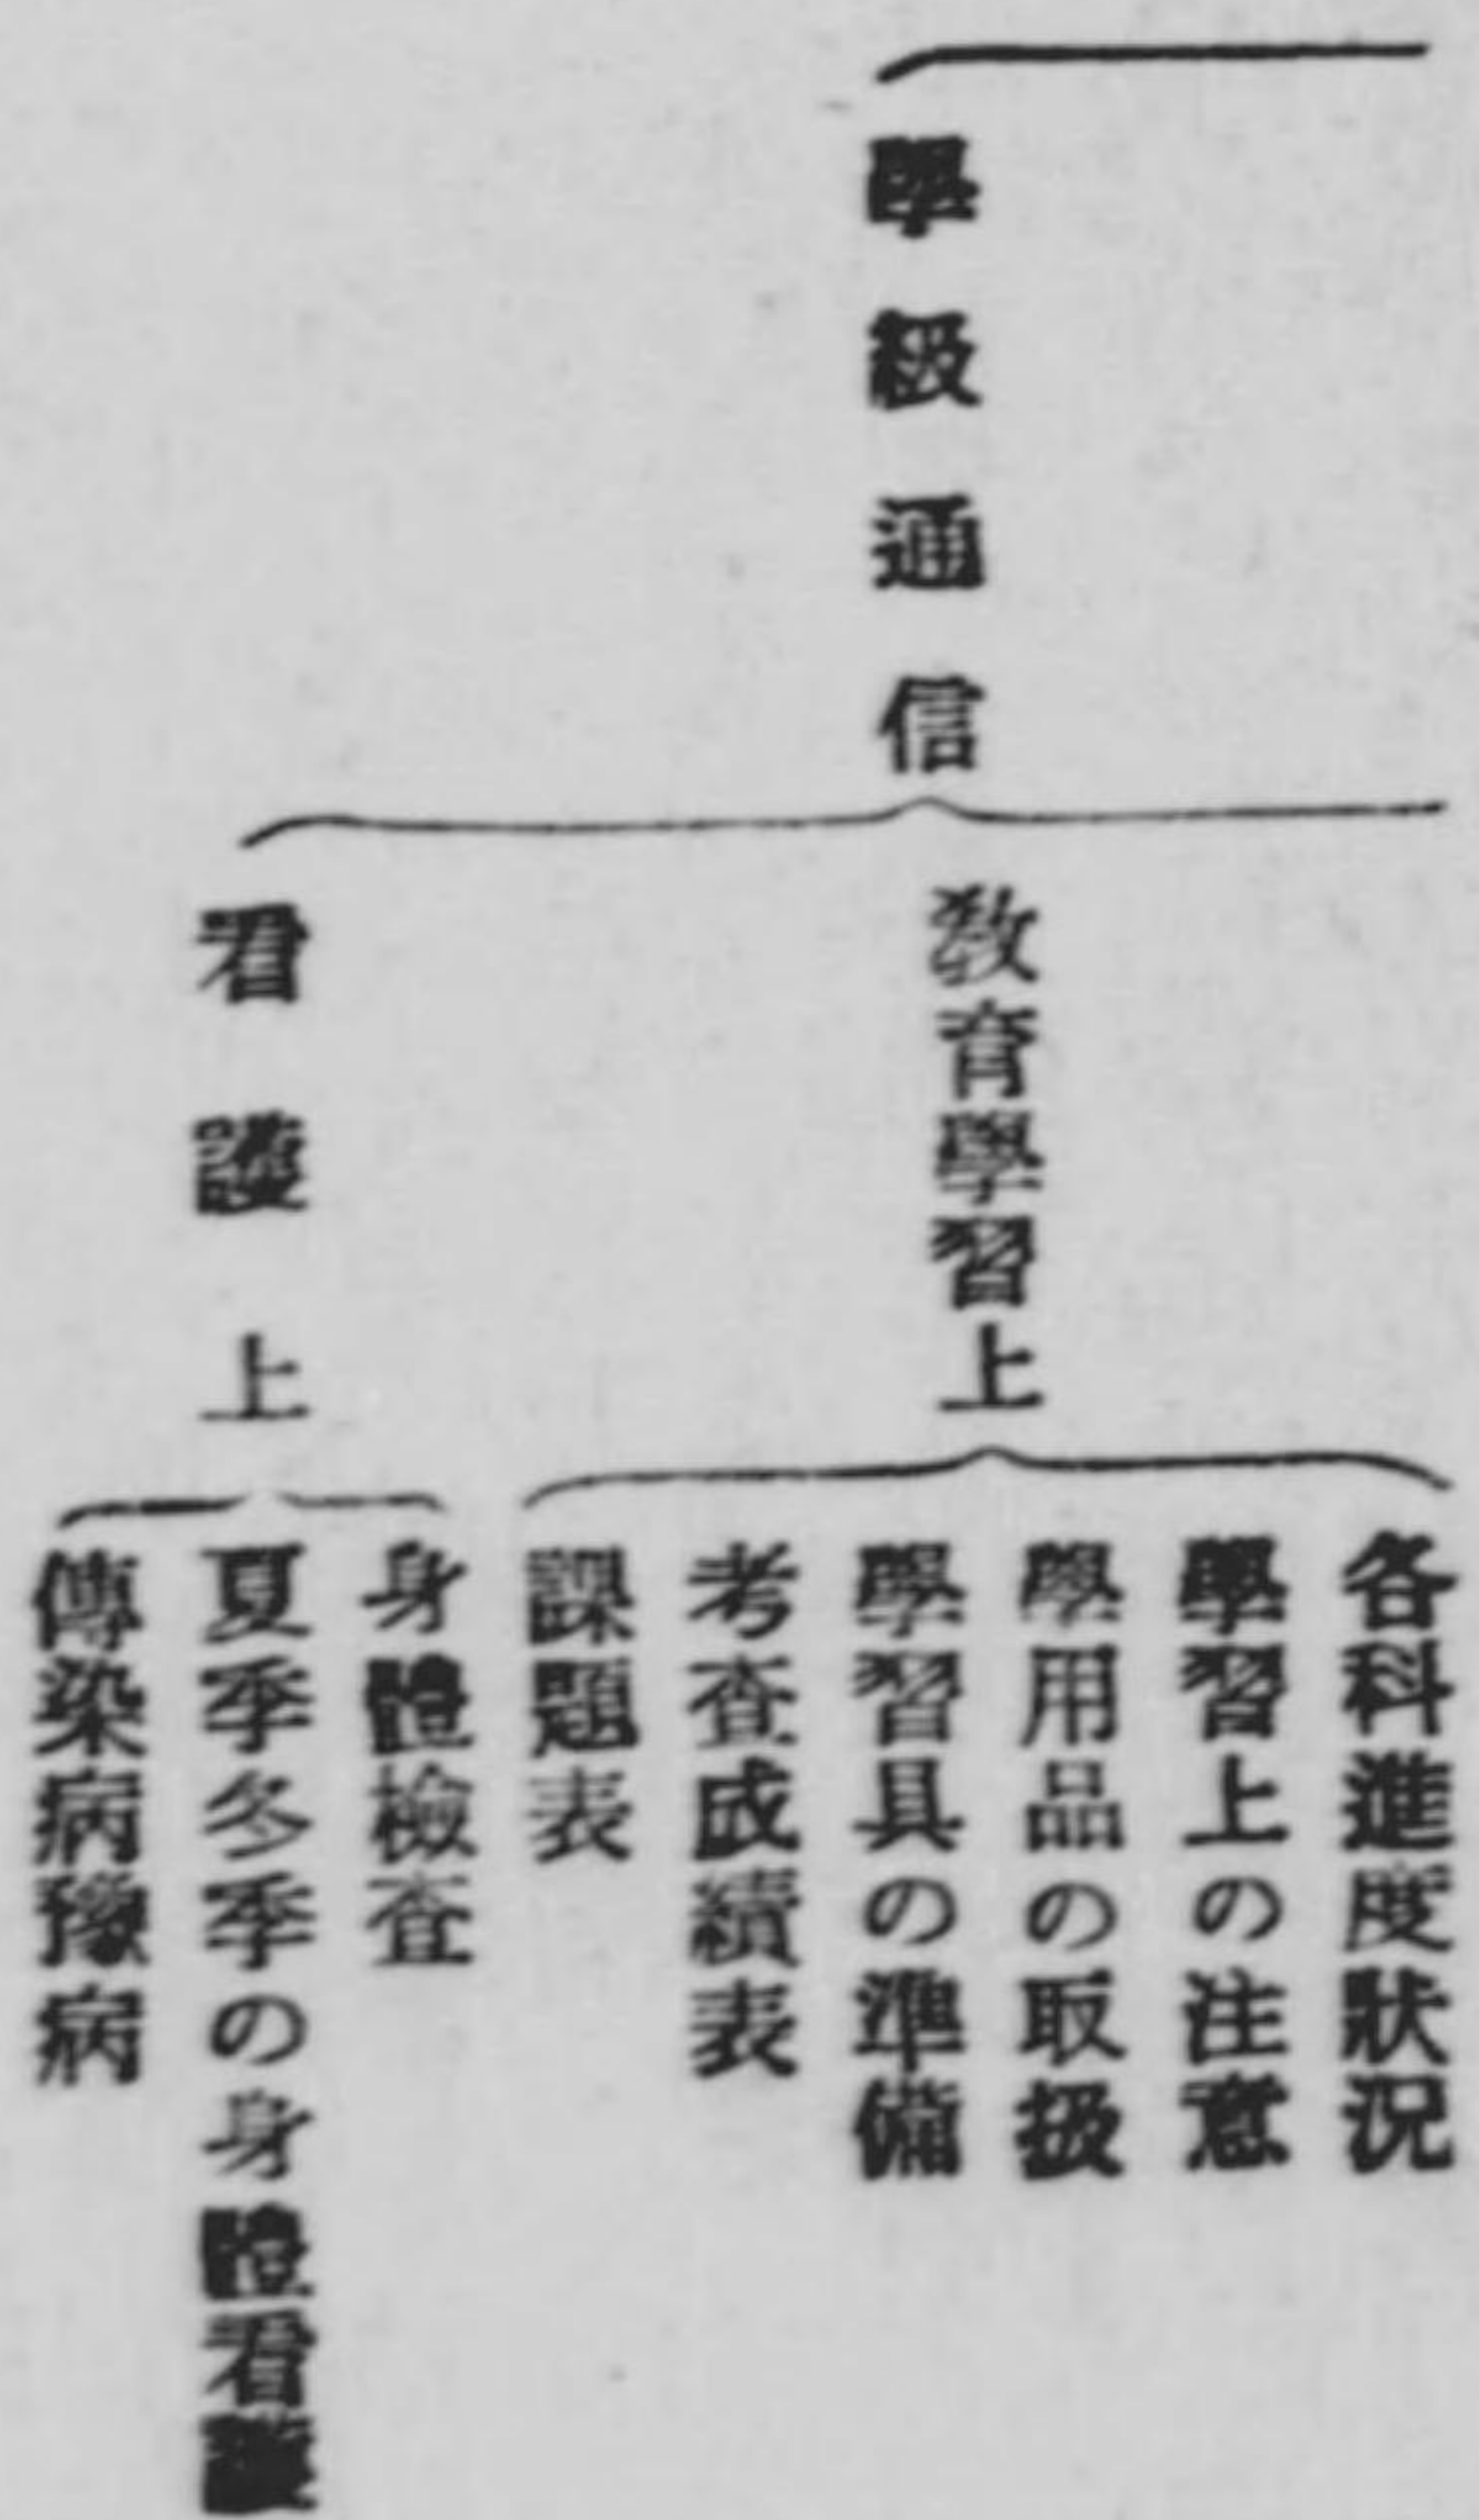 學級通信
教育學習上
各科進度狀況
學習上の注意
學用品の取扱
學習具の準備
考査成績表
課題表
看護上
身體檢查
夏季冬季の身體看護
傳染病豫病